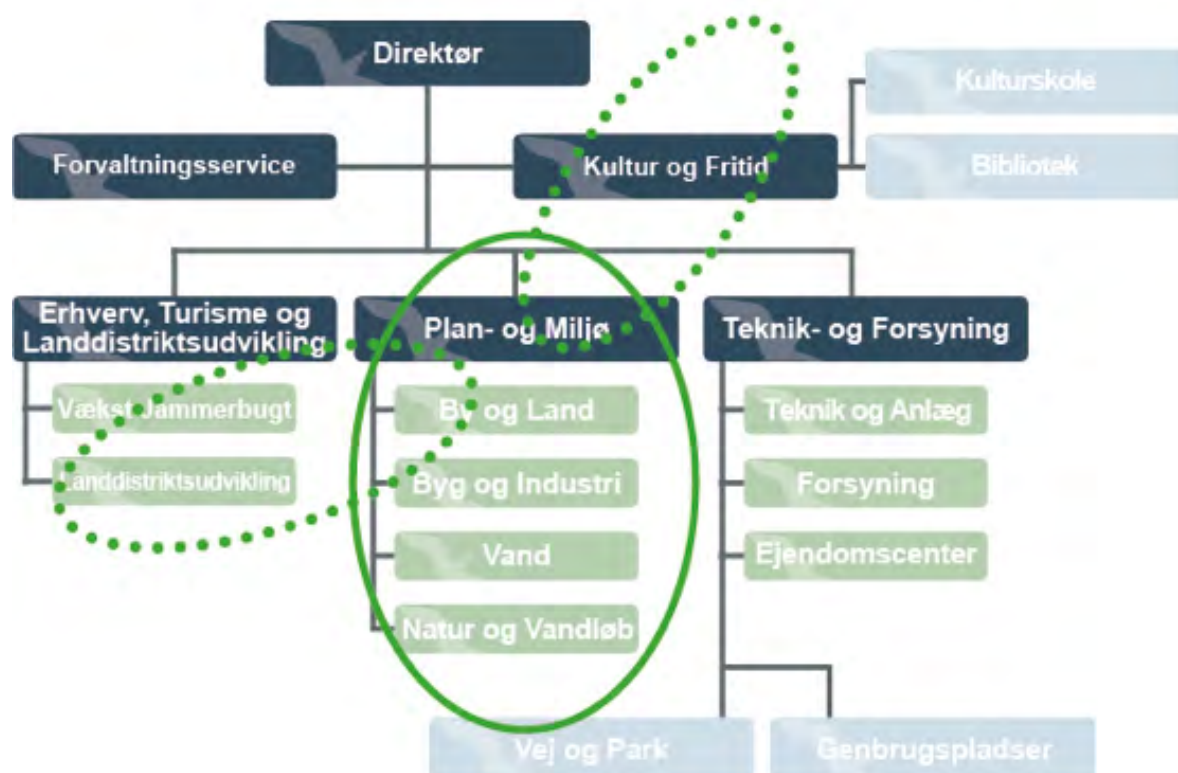 Direktør
Kulturskole
Forvaltningsservice
Kultur og Fritid
Bibliotek
Erhverv, Turisme og
Landdistriktsudvikling
Plan- og Miljø
Teknik- og Forsyning
Vækst Jammerbugt
By og Land
Teknik og Anlæg
Landdistriktsudvikling
Byg og Industri
Forsyning
Vand
Ejendomscenter
Natur og Vandløb
Vej og Park
Genbrugspladser